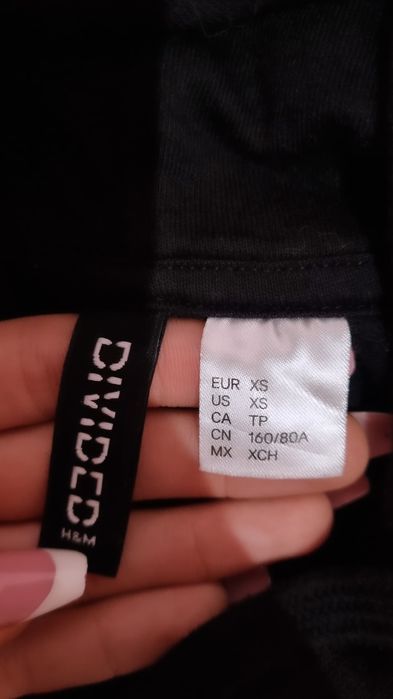 DIVIDED
H&M
EUR XS
US XS
CA TP
CN 160/80A
MX XCH